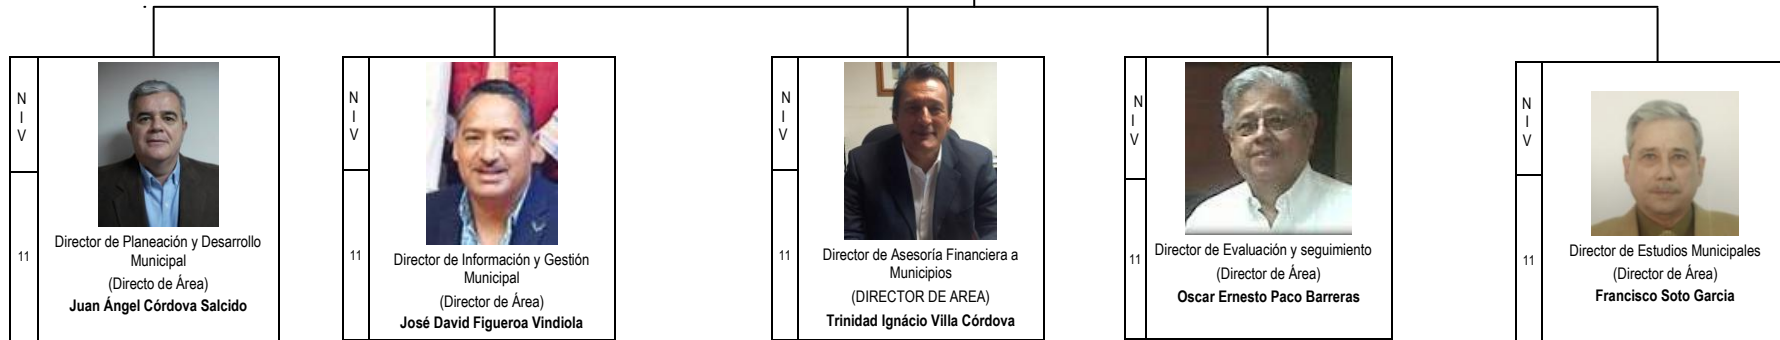 N
I
V
11
Director de Planeación y Desarrollo
Municipal
(Directo de Área)
Juan Ángel Córdova Salcido
N
I
V
11
Director de Información y Gestión
Municipal
(Director de Área)
José David Figueroa Vindiola
N
I
V
11
Director de Asesoría Financiera a
Municipios
(DIRECTOR DE AREA)
Trinidad Ignácio Villa Córdova
N
I
V
11
Director de Evaluación y seguimiento
(Director de Área)
Oscar Ernesto Paco Barreras
N
I
V
11
Director de Estudios Municipales
(Director de Área)
Francisco Soto Garcia